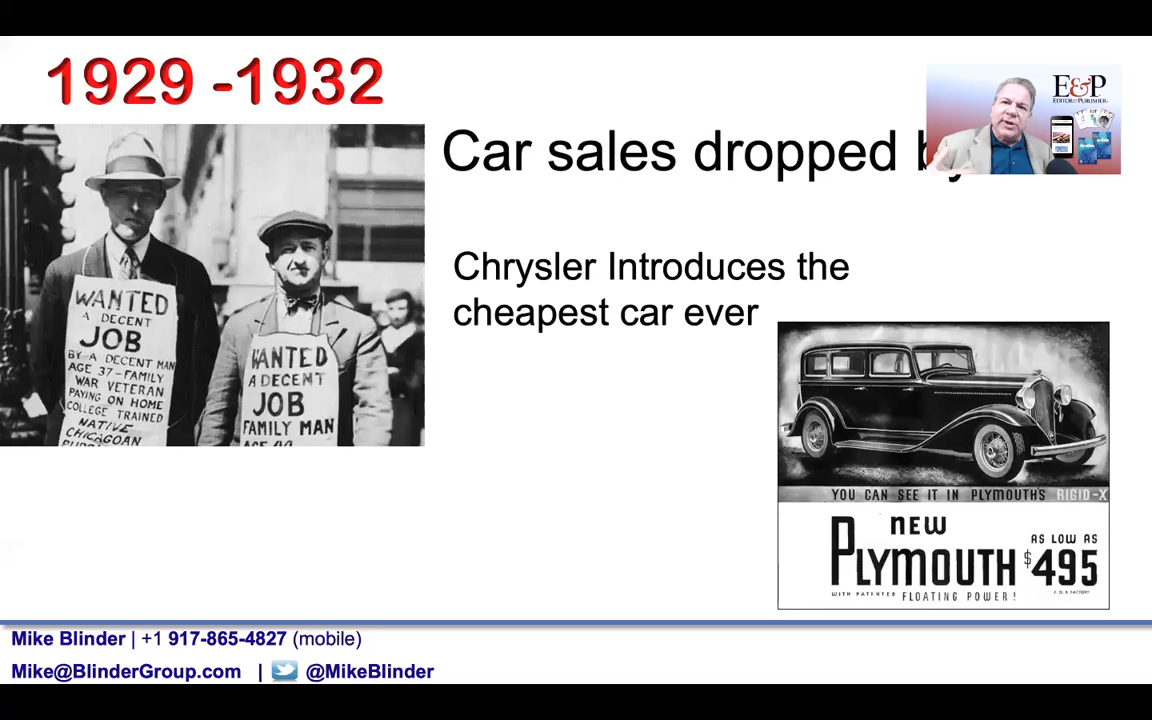 1929 -1932
E&P
EDITOR & PUBLISHER
Car sales dropped by
Chrysler Introduces the
cheapest car ever
WANTED
A DECENT
JOB
BY A DECENT MAN
AGE 37-FAMILY
WAR VETERAN
PAYING ON HOME
COLLEGE TRAINED
NATIVE
CHICAGOAN
WANTED
A DECENT
JOB
FAMILY MAN
YOU CAN SEE IT IN PLYMOUTH'S RIGID-X
NEW
PLYMOUTH
AS LOW AS
$495
F.O.B. FACTORY
WITH PATENTED FLOATING POWER!
Mike Blinder | +1 917-865-4827 (mobile)
Mike@BlinderGroup.com | @MikeBlinder